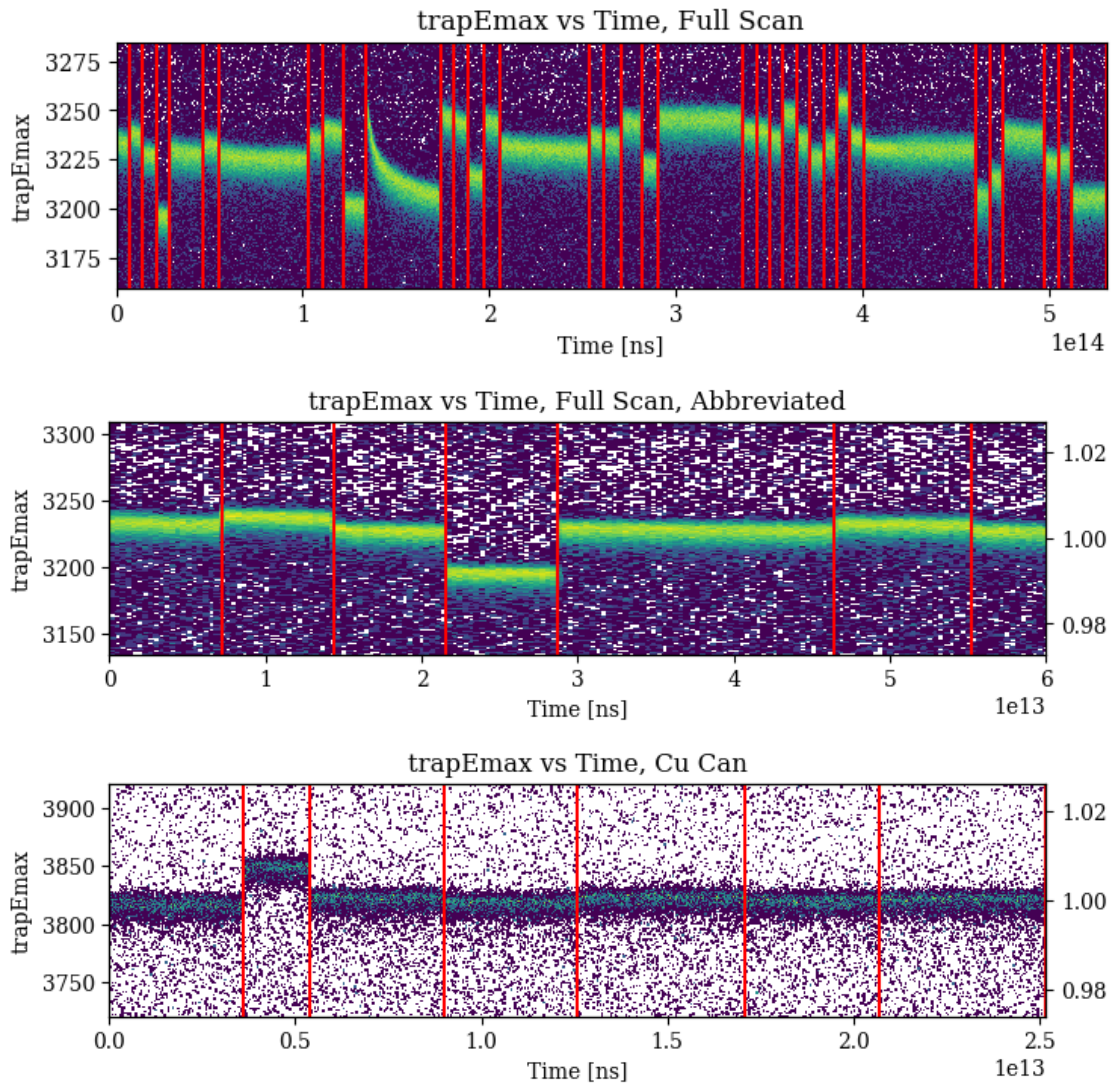 trapEmax vs Time, Full Scan
3275
3250
3225
3200
3175
trapEmax
0 1 2 3 4 5
Time [ns]
1e14
trapEmax vs Time, Full Scan, Abbreviated
3300
3250
3200
3150
trapEmax
1.02
1.00
0.98
0 1 2 3 4 5 6
Time [ns]
1e13
trapEmax vs Time, Cu Can
3900
3850
3800
3750
trapEmax
1.02
1.00
0.98
0.0 0.5 1.0 1.5 2.0 2.5
Time [ns]
1e13